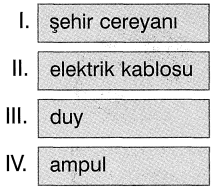 I. şehir cereyanı
II. elektrik kablosu
III. duy
IV. ampul